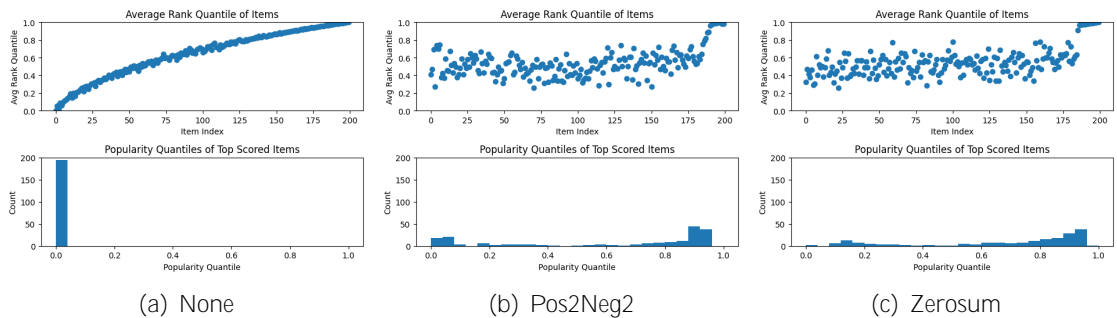 Average Rank Quantile of Items
Avg Rank Quantile
1.0
0.8
0.6
0.4
0.2
0.0
0 25 50 75 100 125 150 175 200
Item Index
Popularity Quantiles of Top Scored Items
Count
200
150
100
50
0
0.0 0.2 0.4 0.6 0.8 1.0
Popularity Quantile
(a) None
Average Rank Quantile of Items
Avg Rank Quantile
1.0
0.8
0.6
0.4
0.2
0.0
0 25 50 75 100 125 150 175 200
Item Index
Popularity Quantiles of Top Scored Items
Count
200
150
100
50
0
0.0 0.2 0.4 0.6 0.8 1.0
Popularity Quantile
(b) Pos2Neg2
Average Rank Quantile of Items
Avg Rank Quantile
1.0
0.8
0.6
0.4
0.2
0.0
0 25 50 75 100 125 150 175 200
Item Index
Popularity Quantiles of Top Scored Items
Count
200
150
100
50
0
0.0 0.2 0.4 0.6 0.8 1.0
Popularity Quantile
(c) Zerosum